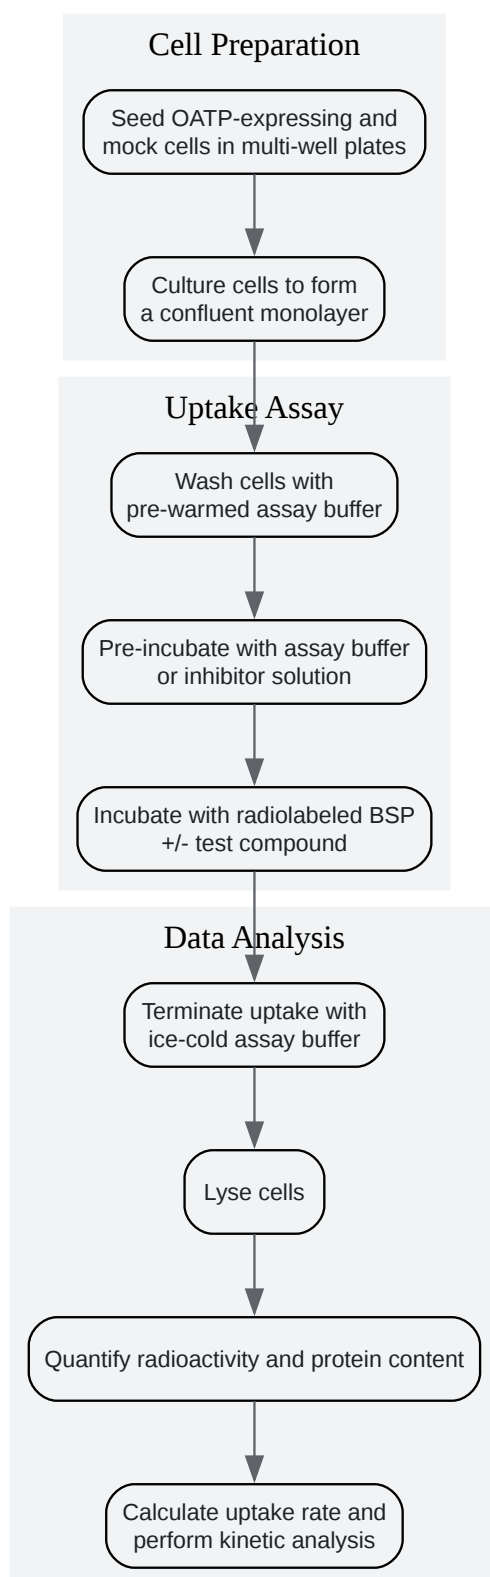 Cell Preparation
Seed OATP-expressing and
mock cells in multi-well plates
Culture cells to form
a confluent monolayer
Uptake Assay
Wash cells with
pre-warmed assay buffer
Pre-incubate with assay buffer
or inhibitor solution
Incubate with radiolabeled BSP
+/- test compound
Data Analysis
Terminate uptake with
ice-cold assay buffer
Lyse cells
Quantify radioactivity and protein content
Calculate uptake rate and
perform kinetic analysis